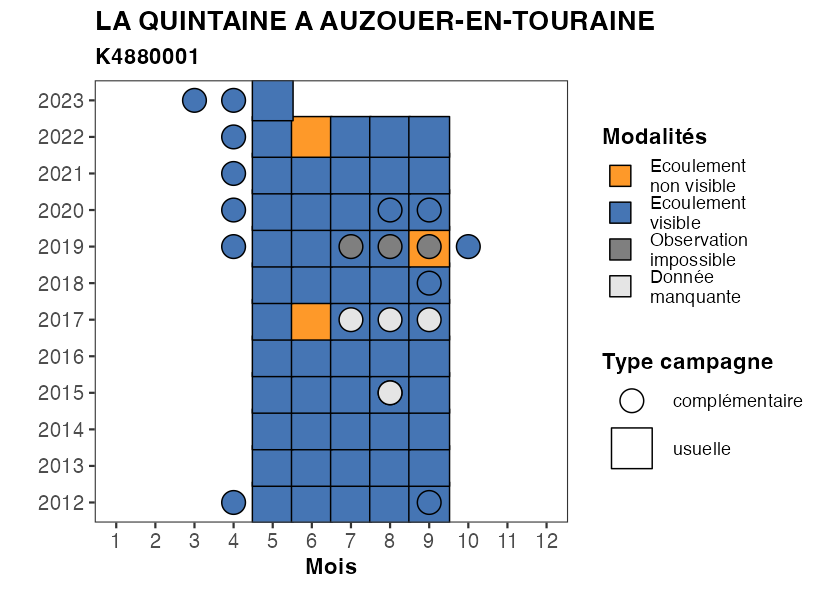 LA QUINTAINE A AUZOUER-EN-TOURAINE
K4880001
2023
2022
2021
2020
2019
2018
2017
2016
2015
2014
2013
2012
1 2 3 4 5 6 7 8 9 10 11 12
Mois
Modalités
Ecoulement
non visible
Ecoulement
visible
Observation
impossible
Donnée
manquante
Type campagne
complémentaire
usuelle